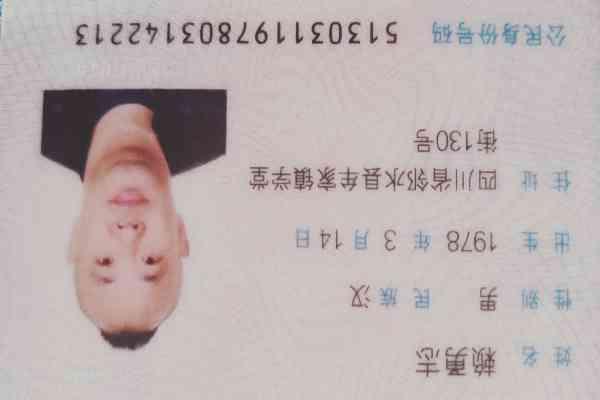 姓名 赖勇志
性别 男 民族 汉
出生 1978 年 3 月 14 日
住址 四川省邻水县牟家镇学堂
街130号
公民身份号码 513031197803142213